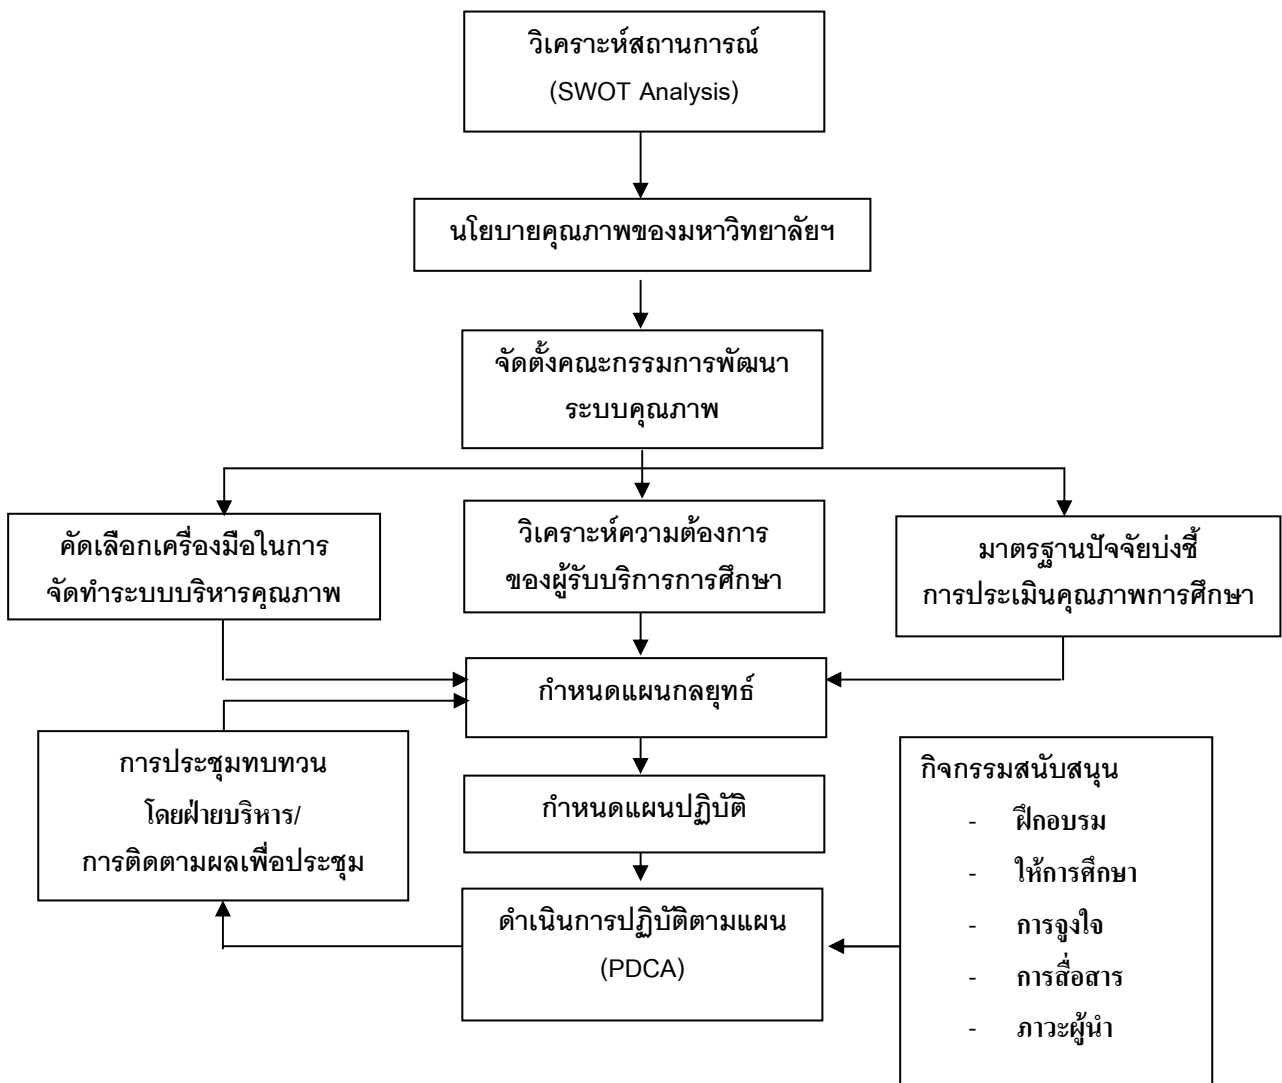 วิเคราะห์สถานการณ์
(SWOT Analysis)
นโยบายคุณภาพของมหาวิทยาลัยฯ
จัดตั้งคณะกรรมการพัฒนา
ระบบคุณภาพ
คัดเลือกเครื่องมือในการ
จัดทำระบบบริหารคุณภาพ
วิเคราะห์ความต้องการ
ของผู้รับบริการการศึกษา
มาตรฐานปัจจัยบ่งชี้
การประเมินคุณภาพการศึกษา
กำหนดแผนกลยุทธ์
การประชุมทบทวน
โดยฝ่ายบริหาร/
การติดตามผลเพื่อประชุม
กำหนดแผนปฏิบัติ
ดำเนินการปฏิบัติตามแผน
(PDCA)
กิจกรรมสนับสนุน
- ฝึกอบรม
- ให้การศึกษา
- การจูงใจ
- การสื่อสาร
- ภาวะผู้นำ